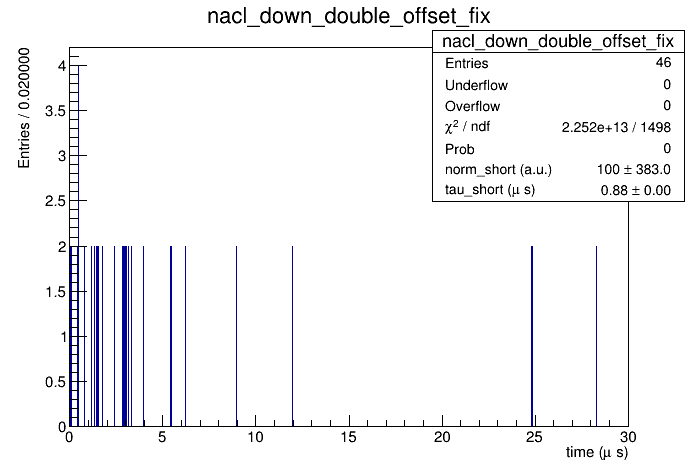 nacl_down_double_offset_fix
nacl_down_double_offset_fix
Entries 46
Underflow 0
Overflow 0
χ² / ndf 2.252e+13 / 1498
Prob 0
norm_short (a.u.) 100 ± 383.0
tau_short (μ s) 0.88 ± 0.00
Entries / 0.020000
4
3.5
3
2.5
2
1.5
1
0.5
0
0 5 10 15 20 25 30
time (μ s)